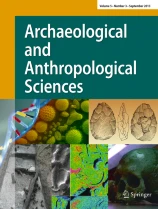 Volume 5 • Number 3 • September 2013
Archaeological
and
Anthropological
Sciences
Springer